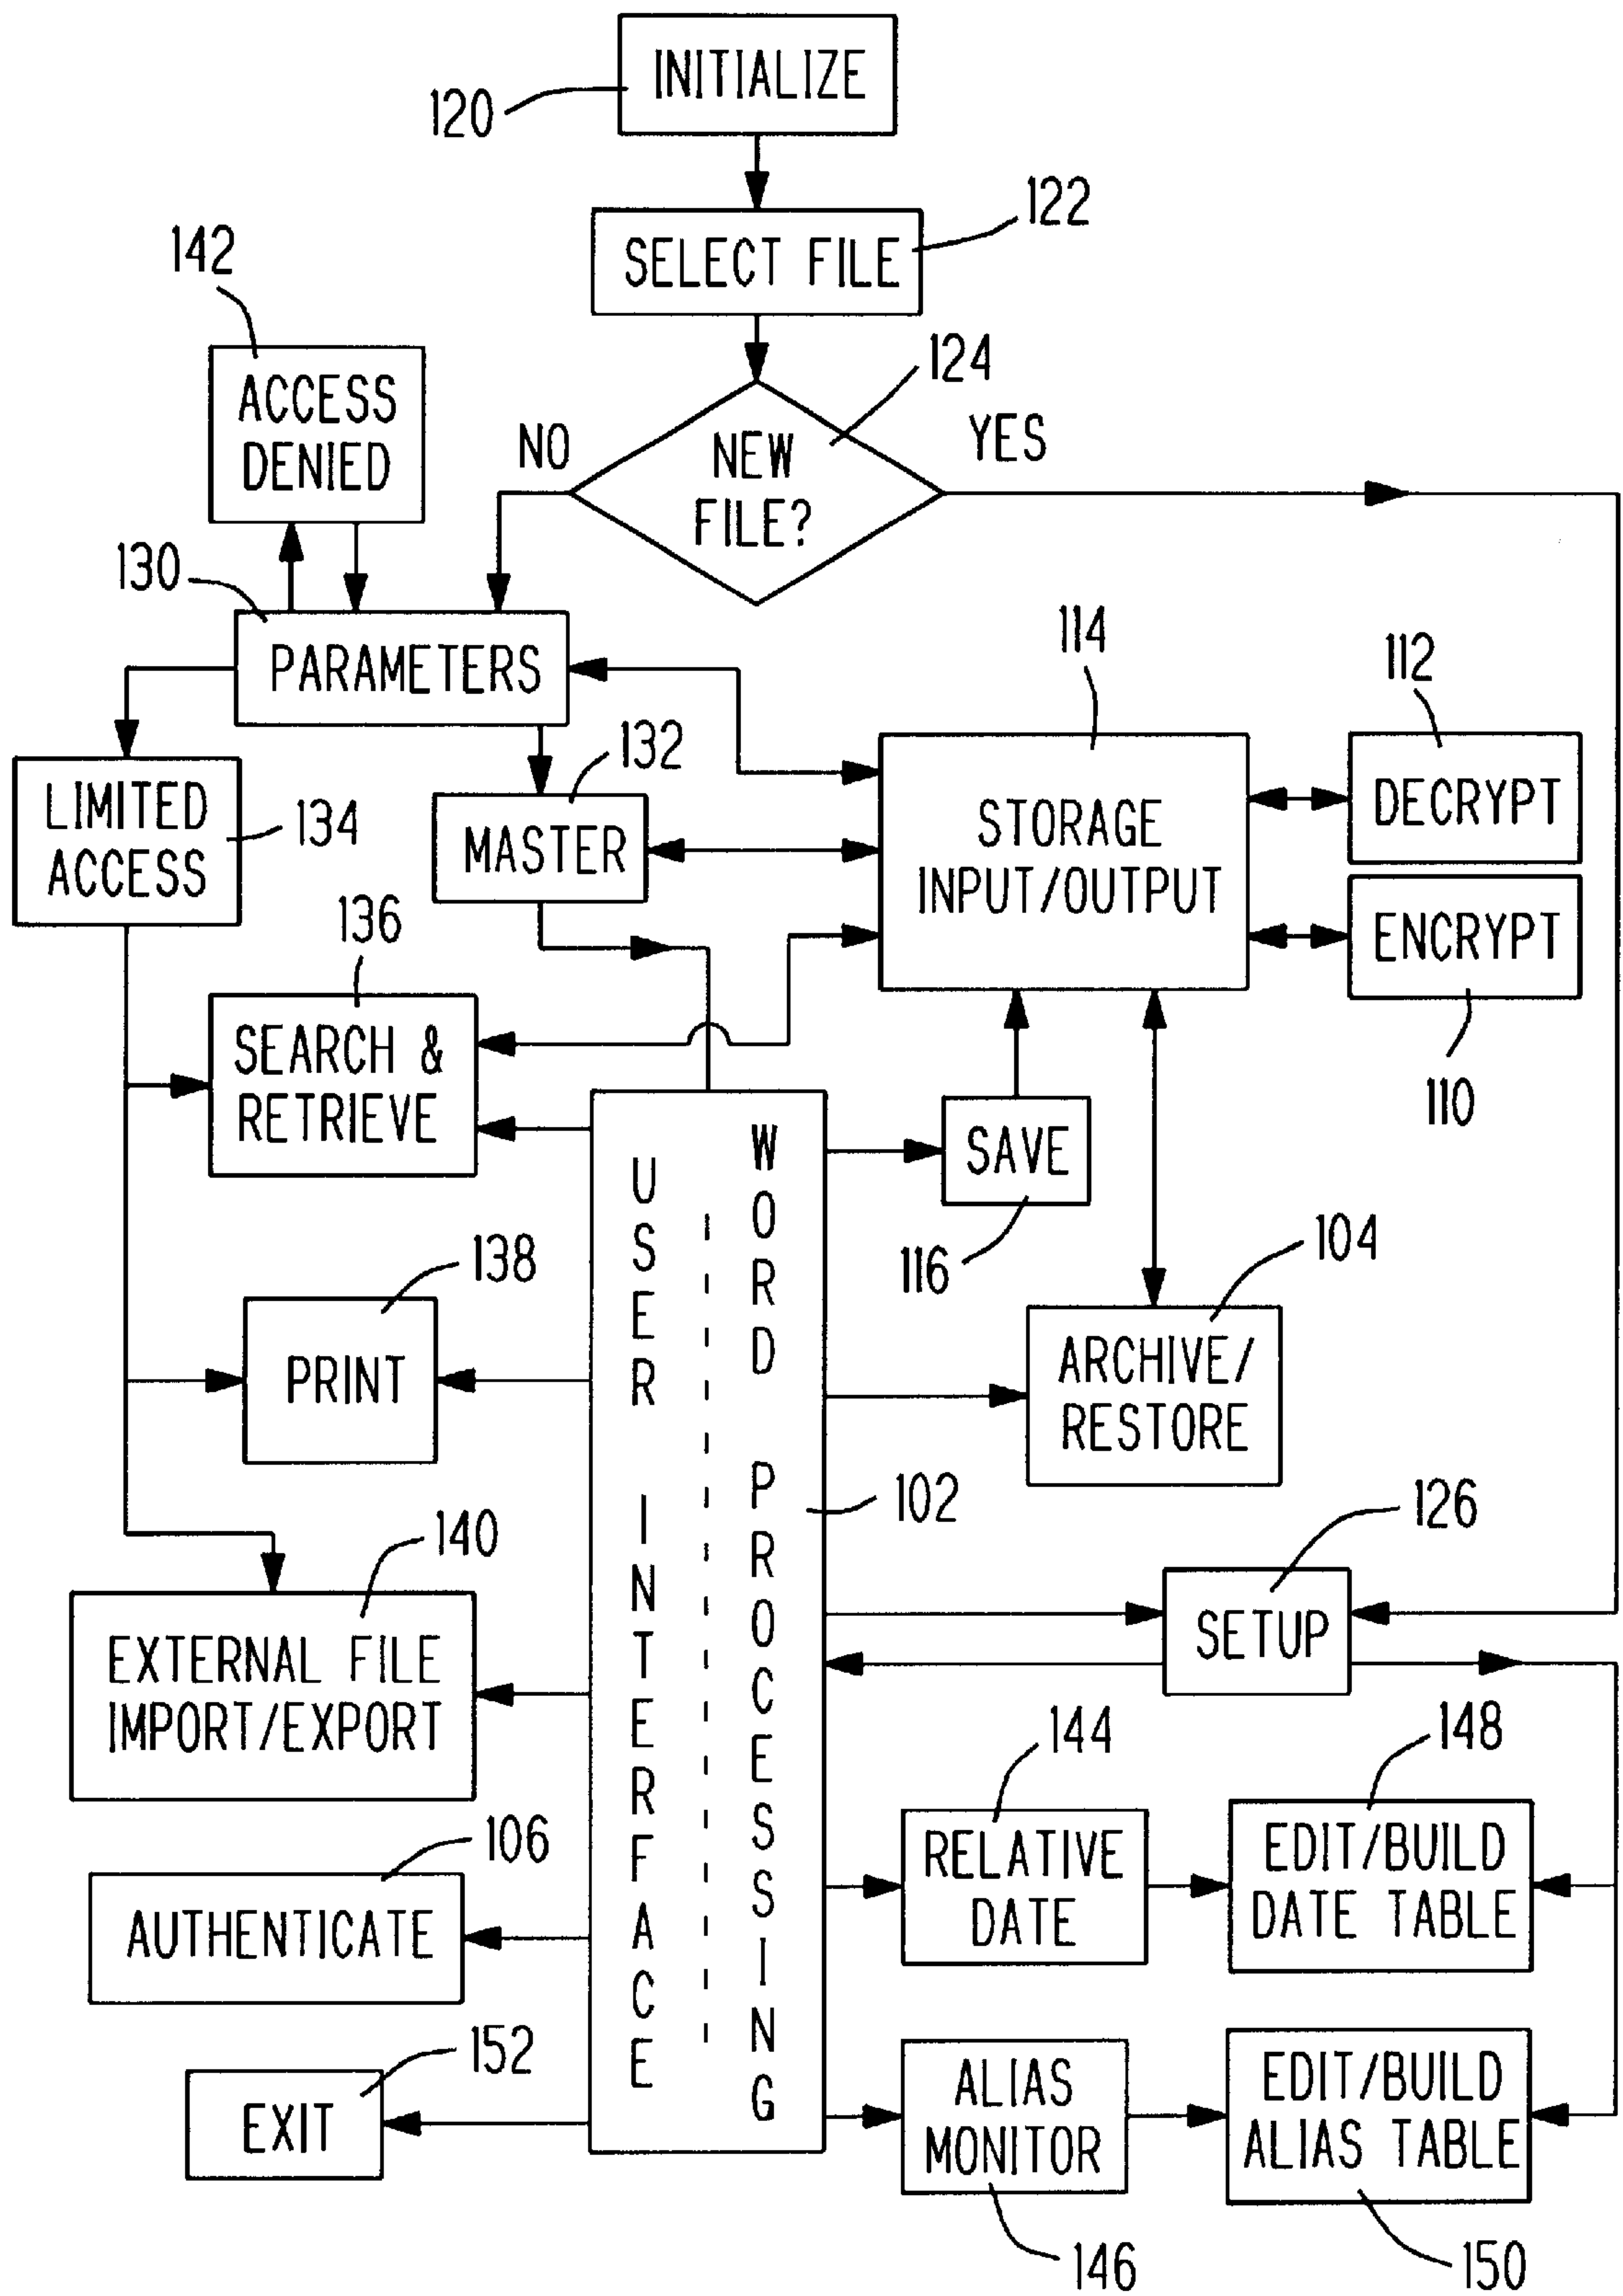 INITIALIZE
120
122
SELECT FILE
142
124
ACCESS
DENIED
NO
NEW
FILE?
YES
130
PARAMETERS
114
112
132
LIMITED
ACCESS
134
MASTER
STORAGE
INPUT/OUTPUT
DECRYPT
ENCRYPT
136
110
SEARCH &
RETRIEVE
USER INTERFACE
WORD PROCESSING
SAVE
116
104
138
PRINT
ARCHIVE/
RESTORE
102
126
140
SETUP
EXTERNAL FILE
IMPORT/EXPORT
144
148
RELATIVE
DATE
EDIT/BUILD
DATE TABLE
106
AUTHENTICATE
152
EXIT
ALIAS
MONITOR
EDIT/BUILD
ALIAS TABLE
146
150